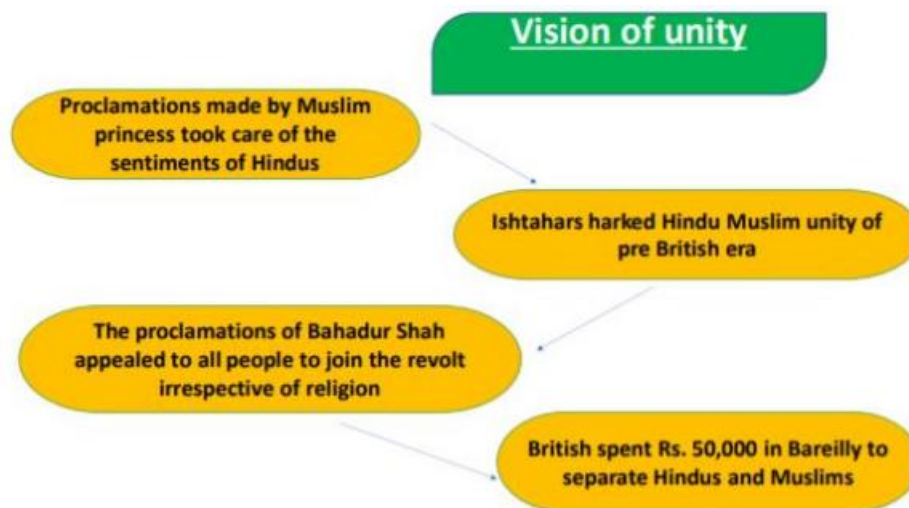 Vision of unity
Proclamations made by Muslim
princess took care of the
sentiments of Hindus
Ishtahars harked Hindu Muslim unity of
pre British era
The proclamations of Bahadur Shah
appealed to all people to join the revolt
irrespective of religion
British spent Rs. 50,000 in Bareilly to
separate Hindus and Muslims